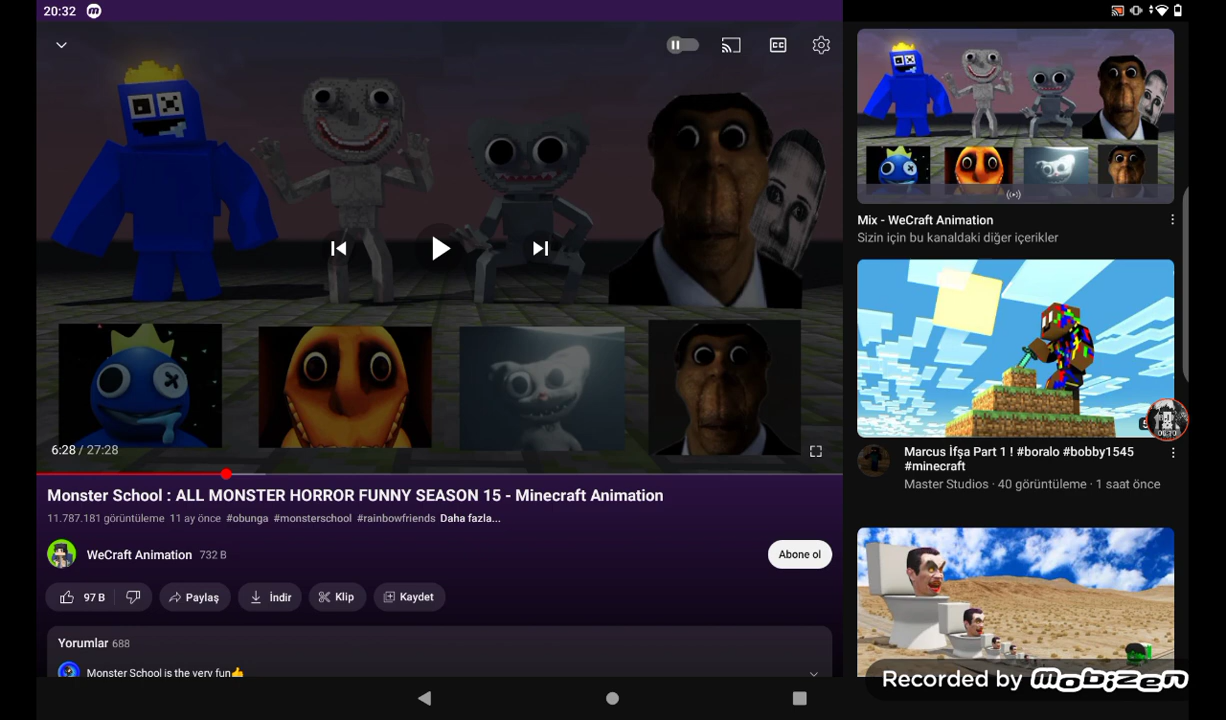 20:32
CC
6:28 / 27:28
Monster School : ALL MONSTER HORROR FUNNY SEASON 15 - Minecraft Animation
11.787.181 görüntüleme 11 ay önce #obunga #monsterschool #rainbowfriends Daha fazla...
WeCraft Animation 732 B
Abone ol
97 B
Paylaş
İndir
Klip
Kaydet
Yorumlar 688
Monster School is the very fun👍
Mix - WeCraft Animation
Sizin için bu kanaldaki diğer içerikler
Marcus İfşa Part 1 ! #boralo #bobby1545
#minecraft
Master Studios · 40 görüntüleme · 1 saat önce
Recorded by mobizen